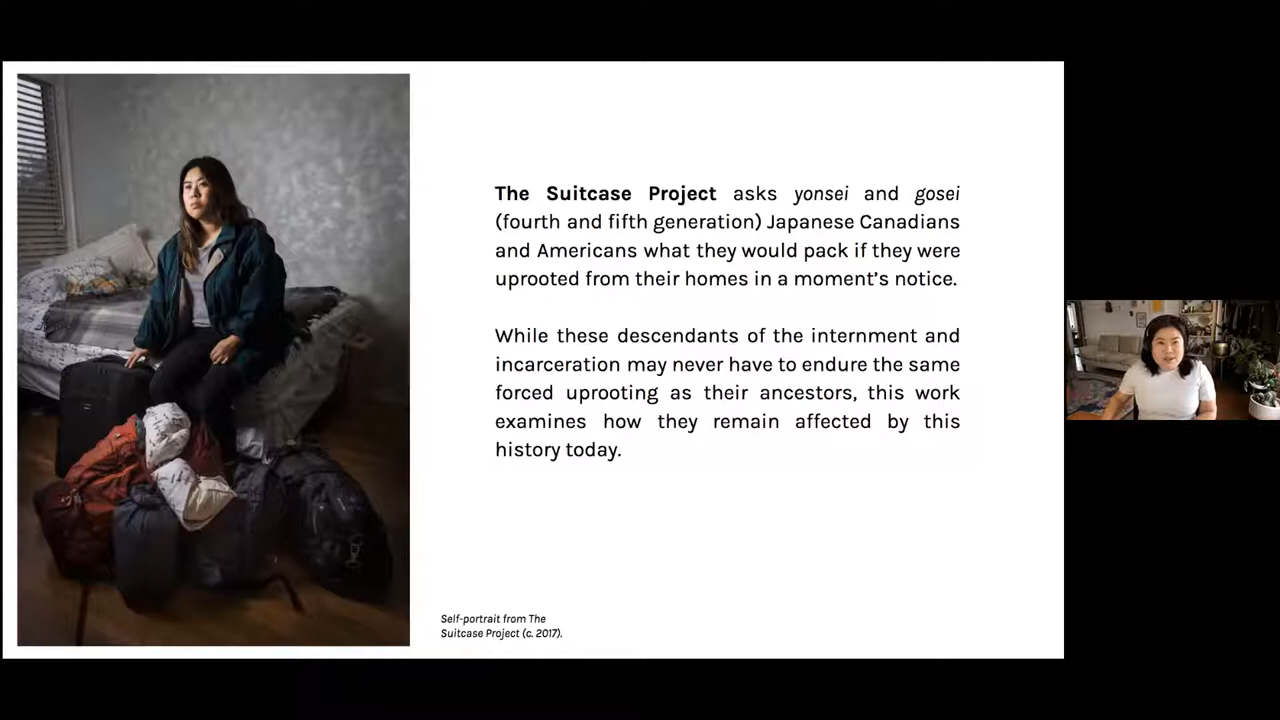 The Suitcase Project asks yonsei and gosei
(fourth and fifth generation) Japanese Canadians
and Americans what they would pack if they were
uprooted from their homes in a moment's notice.
While these descendants of the internment and
incarceration may never have to endure the same
forced uprooting as their ancestors, this work
examines how they remain affected by this
history today.
Self-portrait from The
Suitcase Project (c. 2017).